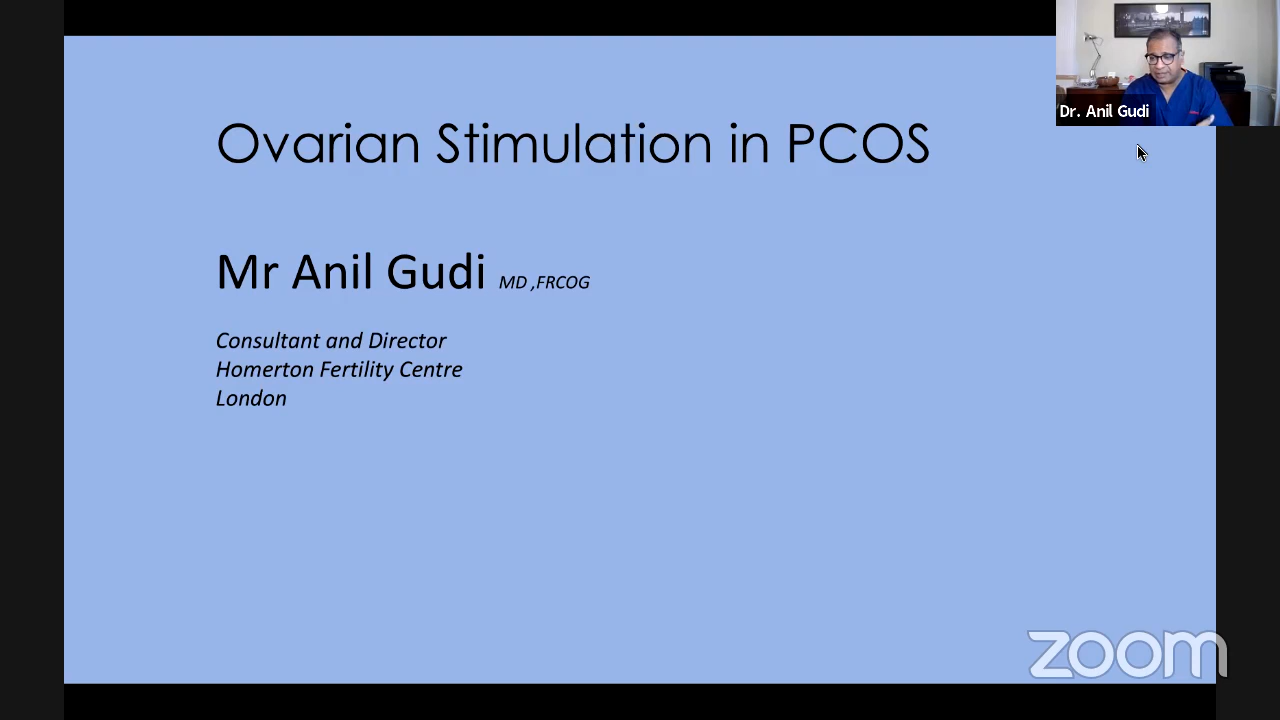 Ovarian Stimulation in PCOS
Mr Anil Gudi MD ,FRCOG
Consultant and Director
Homerton Fertility Centre
London
Dr. Anil Gudi
zoom